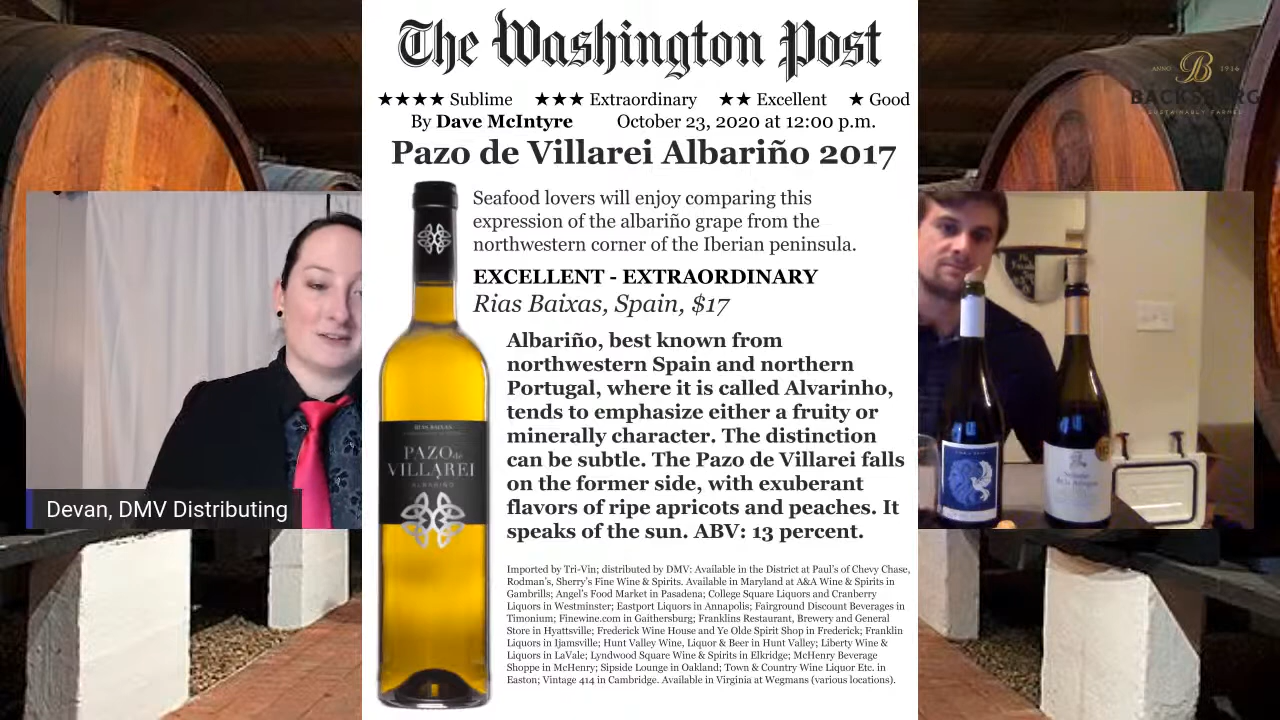 The Washington Post
★★★★ Sublime ★★★ Extraordinary ★★ Excellent ★ Good
By Dave McIntyre October 23, 2020 at 12:00 p.m.
Pazo de Villarei Albariño 2017
Seafood lovers will enjoy comparing this
expression of the albariño grape from the
northwestern corner of the Iberian peninsula.
EXCELLENT - EXTRAORDINARY
Rias Baixas, Spain, $17
Albariño, best known from
northwestern Spain and northern
Portugal, where it is called Alvarinho,
tends to emphasize either a fruity or
minerally character. The distinction
can be subtle. The Pazo de Villarei falls
on the former side, with exuberant
flavors of ripe apricots and peaches. It
speaks of the sun. ABV: 13 percent.
Imported by Tri-Vin; distributed by DMV: Available in the District at Paul's of Chevy Chase,
Rodman's, Sherry's Fine Wine & Spirits. Available in Maryland at A&A Wine & Spirits in
Gambrills; Angel's Food Market in Pasadena; College Square Liquors and Cranberry
Liquors in Westminster; Eastport Liquors in Annapolis; Fairground Discount Beverages in
Timonium; Finewine.com in Gaithersburg; Franklins Restaurant, Brewery and General
Store in Hyattsville; Frederick Wine House and Ye Olde Spirit Shop in Frederick; Franklin
Liquors in Ijamsville; Hunt Valley Wine, Liquor & Beer in Hunt Valley; Liberty Wine &
Liquors in LaVale; Lyndwood Square Wine & Spirits in Elkridge; McHenry Beverage
Shoppe in McHenry; Sipside Lounge in Oakland; Town & Country Wine Liquor Etc. in
Easton; Vintage 414 in Cambridge. Available in Virginia at Wegmans (various locations).
RIAS BAIXAS
PAZO de
VILLAREI
ALBARIÑO
Devan, DMV Distributing
ANNO B 1916
BACKSBERG
SUSTAINABLY FARMED